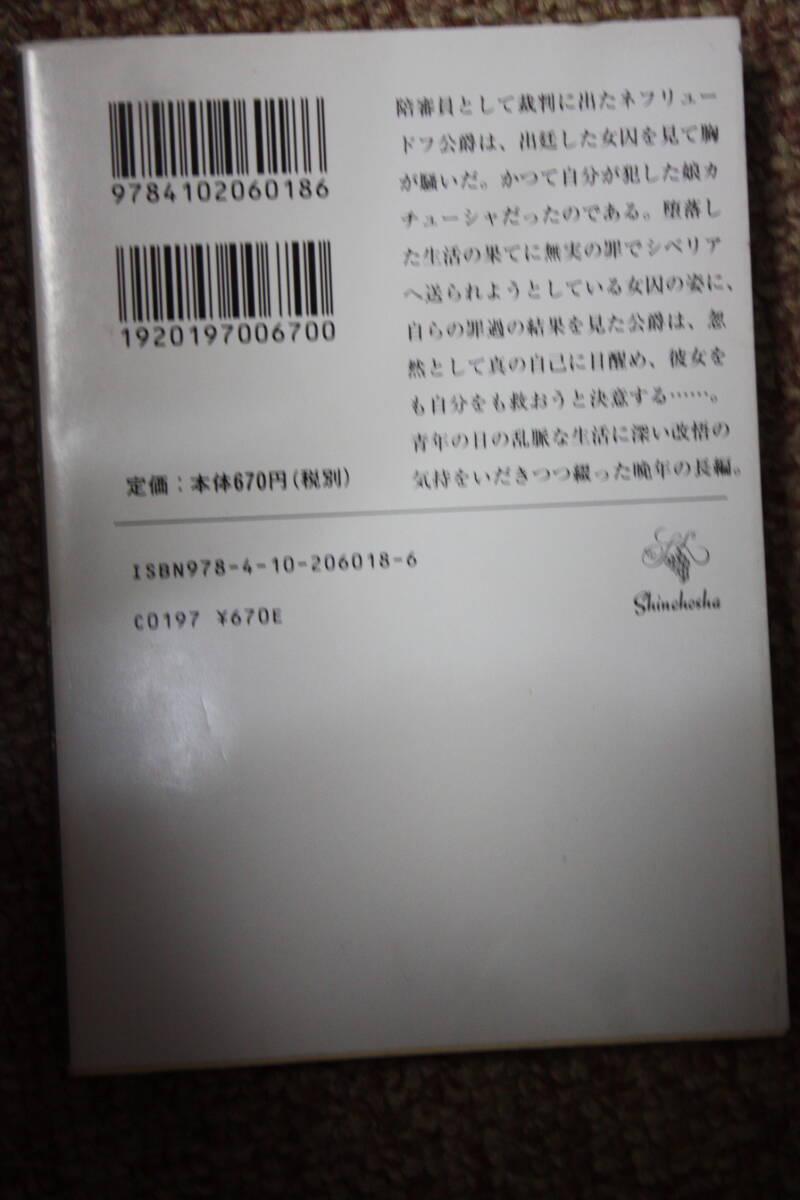 9784102060186
1920197006700
定価：本体670円（税別）
陪審員として裁判に出たネフリュー
ドフ公爵は、出廷した女囚を見て胸
が騒いだ。かつて自分が犯した娘カ
チューシャだったのである。堕落し
た生活の果てに無実の罪でシベリア
へ送られようとしている女囚の姿に、
自らの罪過の結果を見た公爵は、忽
然として真の自己に目醒め、彼女を
も自分をも救おうと決意する……。
青年の日の乱脈な生活に深い改悟の
気持をいだきつつ綴った晩年の長編。
ISBN978-4-10-206018-6
C0197 ¥670E
Shinchosha